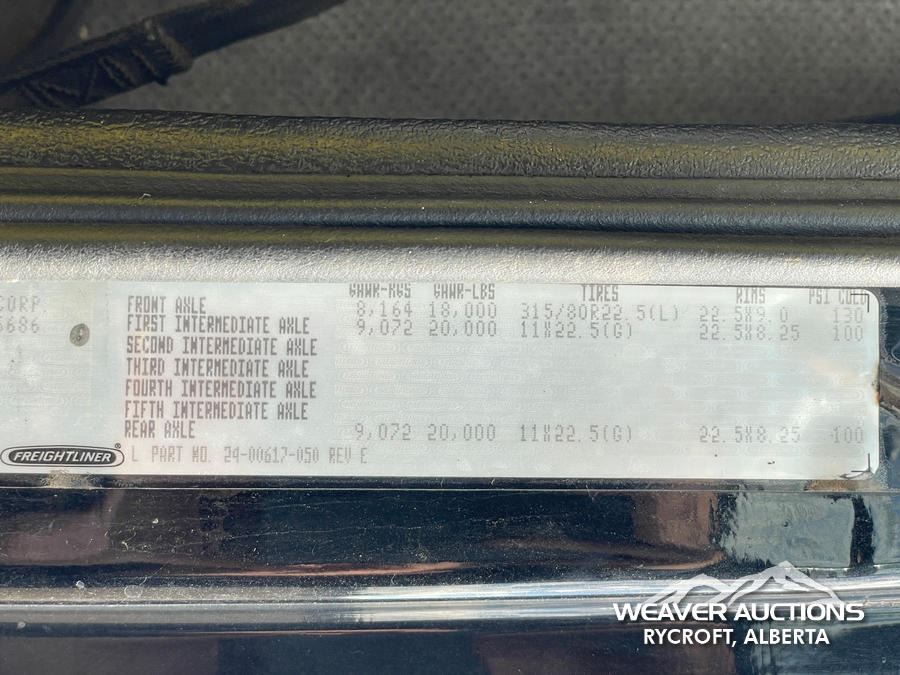 CORP
6686
GAWR-KGS GAWR-LBS TIRES RIMS PSI COLD
FRONT AXLE 8,164 18,000 315/80R22.5(L) 22.5X9.0 130
FIRST INTERMEDIATE AXLE 9,072 20,000 11X22.5(G) 22.5X8.25 100
SECOND INTERMEDIATE AXLE
THIRD INTERMEDIATE AXLE
FOURTH INTERMEDIATE AXLE
FIFTH INTERMEDIATE AXLE
REAR AXLE 9,072 20,000 11X22.5(G) 22.5X8.25 100
FREIGHTLINER® L PART NO. 24-00617-050 REV E
WEAVER AUCTIONS
RYCROFT, ALBERTA